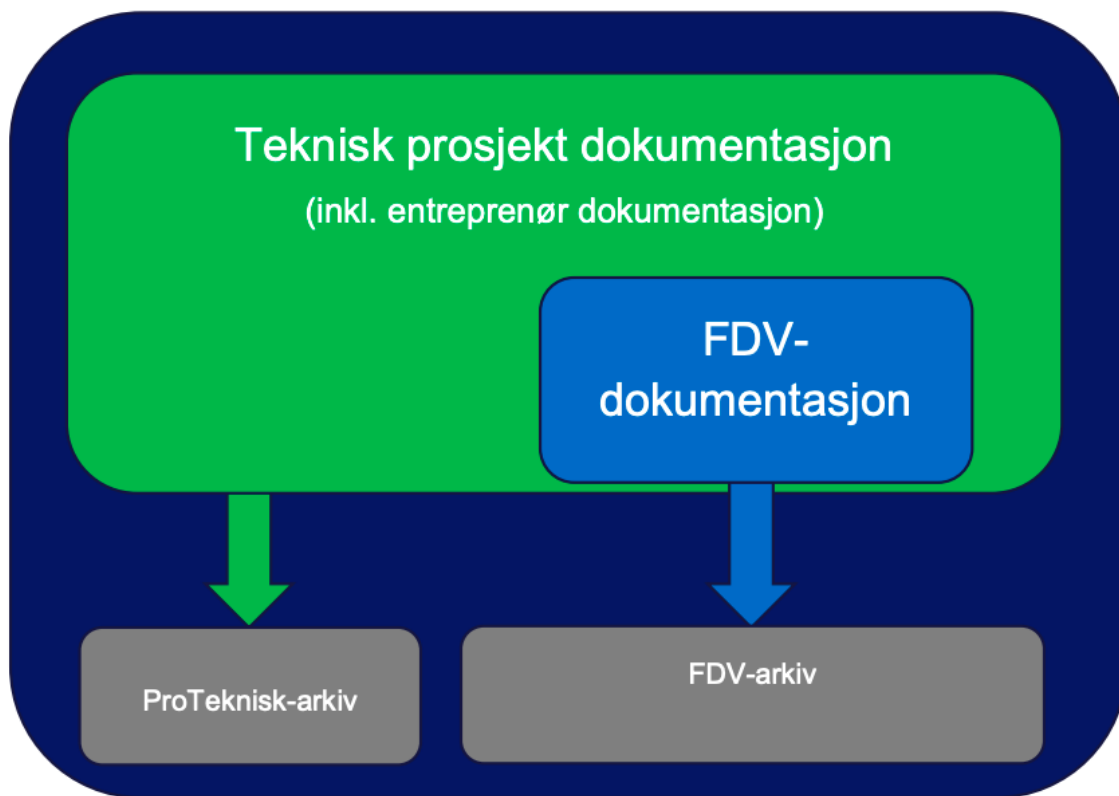 Teknisk prosjekt dokumentasjon
(inkl. entreprenør dokumentasjon)
FDV-
dokumentasjon
ProTeknisk-arkiv
FDV-arkiv